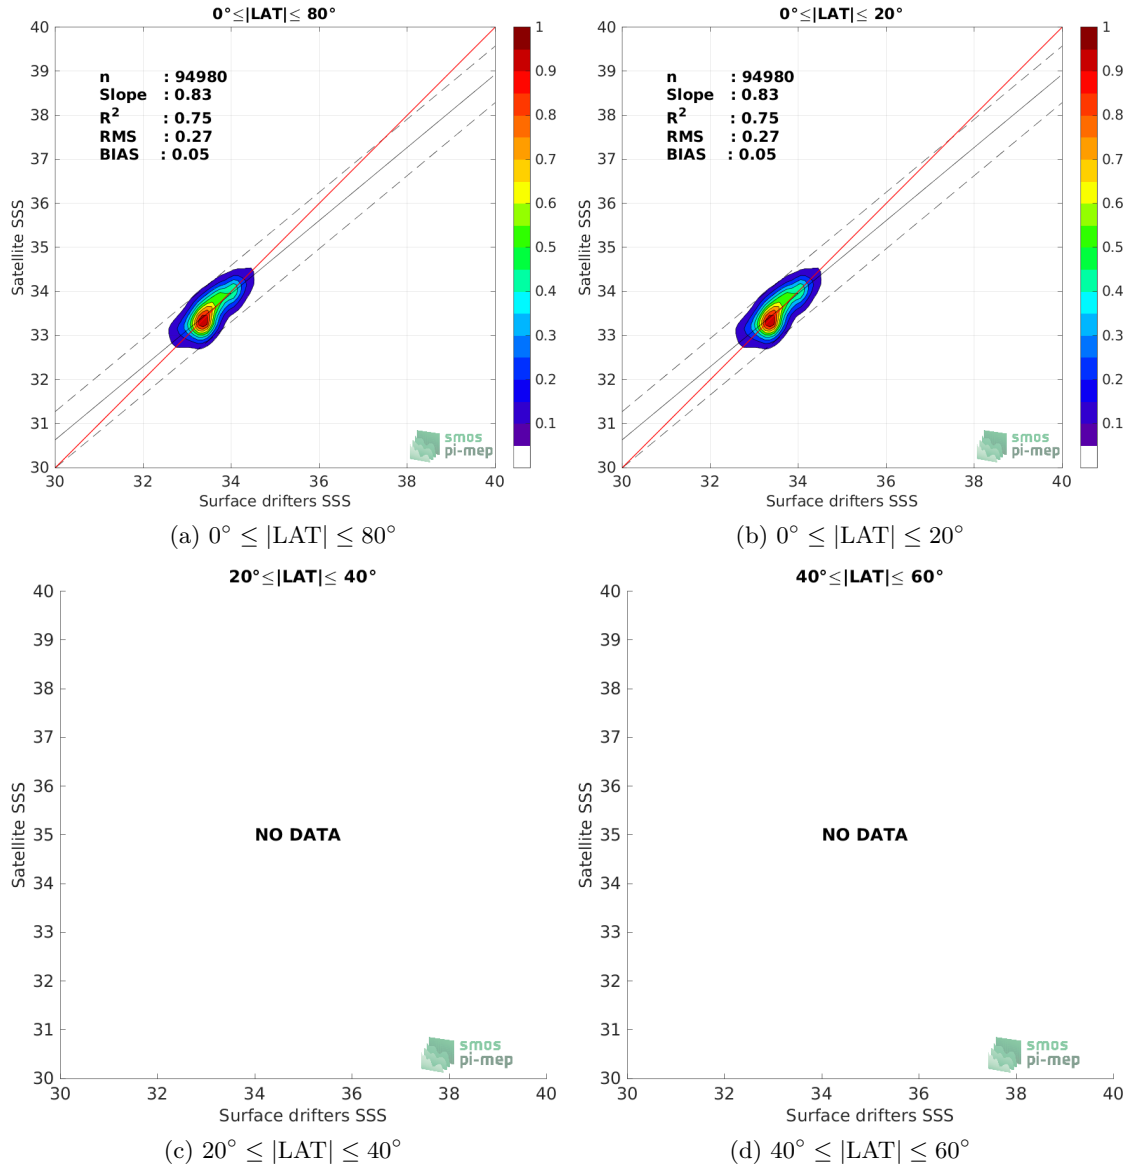 0°≤|LAT|≤ 80°
40
39
38
37
36
35
34
33
32
31
30
30
32
34
36
38
40
Satellite SSS
Surface drifters SSS
n : 94980
Slope : 0.83
R² : 0.75
RMS : 0.27
BIAS : 0.05
1
0.9
0.8
0.7
0.6
0.5
0.4
0.3
0.2
0.1
smos
pi-mep
(a) 0° ≤ |LAT| ≤ 80°
0°≤|LAT|≤ 20°
40
39
38
37
36
35
34
33
32
31
30
30
32
34
36
38
40
Satellite SSS
Surface drifters SSS
n : 94980
Slope : 0.83
R² : 0.75
RMS : 0.27
BIAS : 0.05
1
0.9
0.8
0.7
0.6
0.5
0.4
0.3
0.2
0.1
smos
pi-mep
(b) 0° ≤ |LAT| ≤ 20°
20°≤|LAT|≤ 40°
40
39
38
37
36
35
34
33
32
31
30
30
32
34
36
38
40
Satellite SSS
Surface drifters SSS
NO DATA
smos
pi-mep
(c) 20° ≤ |LAT| ≤ 40°
40°≤|LAT|≤ 60°
40
39
38
37
36
35
34
33
32
31
30
30
32
34
36
38
40
Satellite SSS
Surface drifters SSS
NO DATA
smos
pi-mep
(d) 40° ≤ |LAT| ≤ 60°